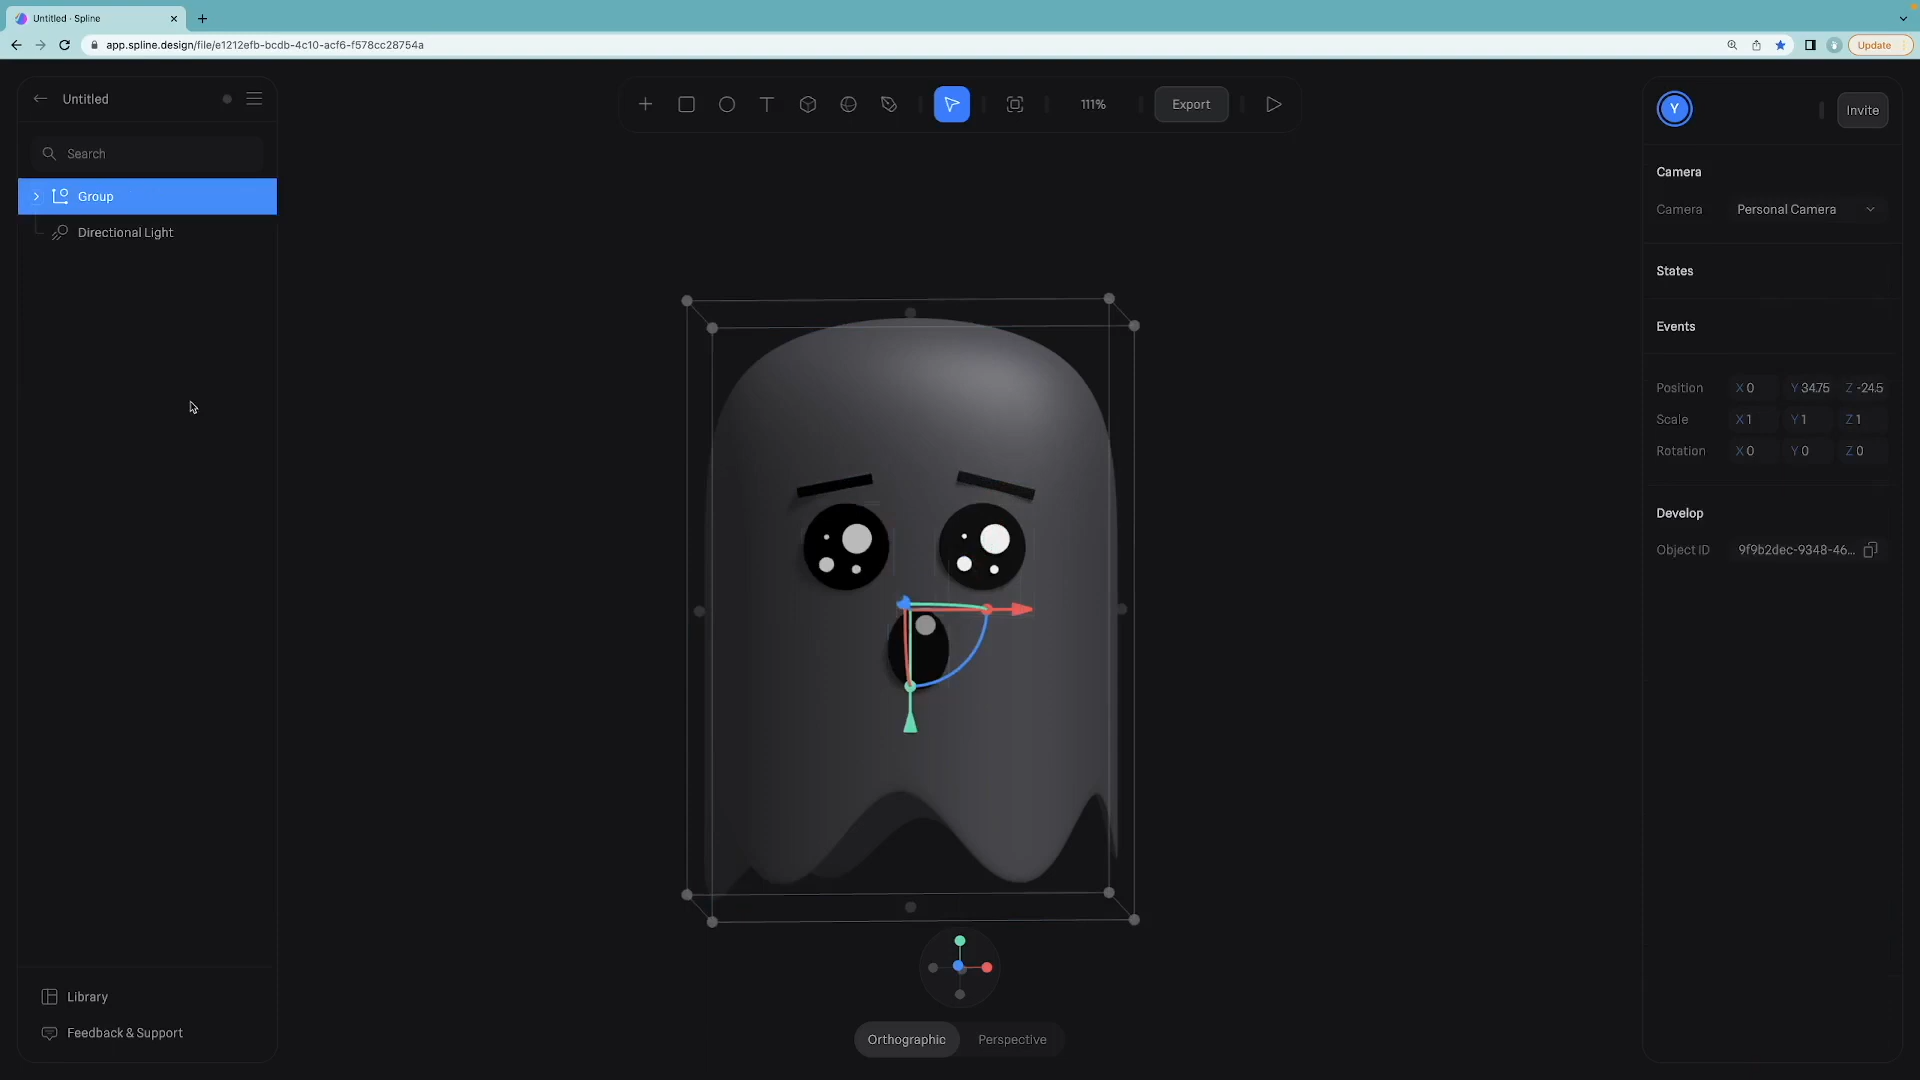 Untitled - Spline
app.spline.design/file/e1212efb-bcdb-4c10-acf6-f578cc28754a
Update
Untitled
Search
Group
Directional Light
Library
Feedback & Support
T
111%
Export
Orthographic
Perspective
Y
Invite
Camera
Camera Personal Camera
States
Events
Position X 0 Y 34.75 Z -24.5
Scale X 1 Y 1 Z 1
Rotation X 0 Y 0 Z 0
Develop
Object ID 9f9b2dec-9348-46...